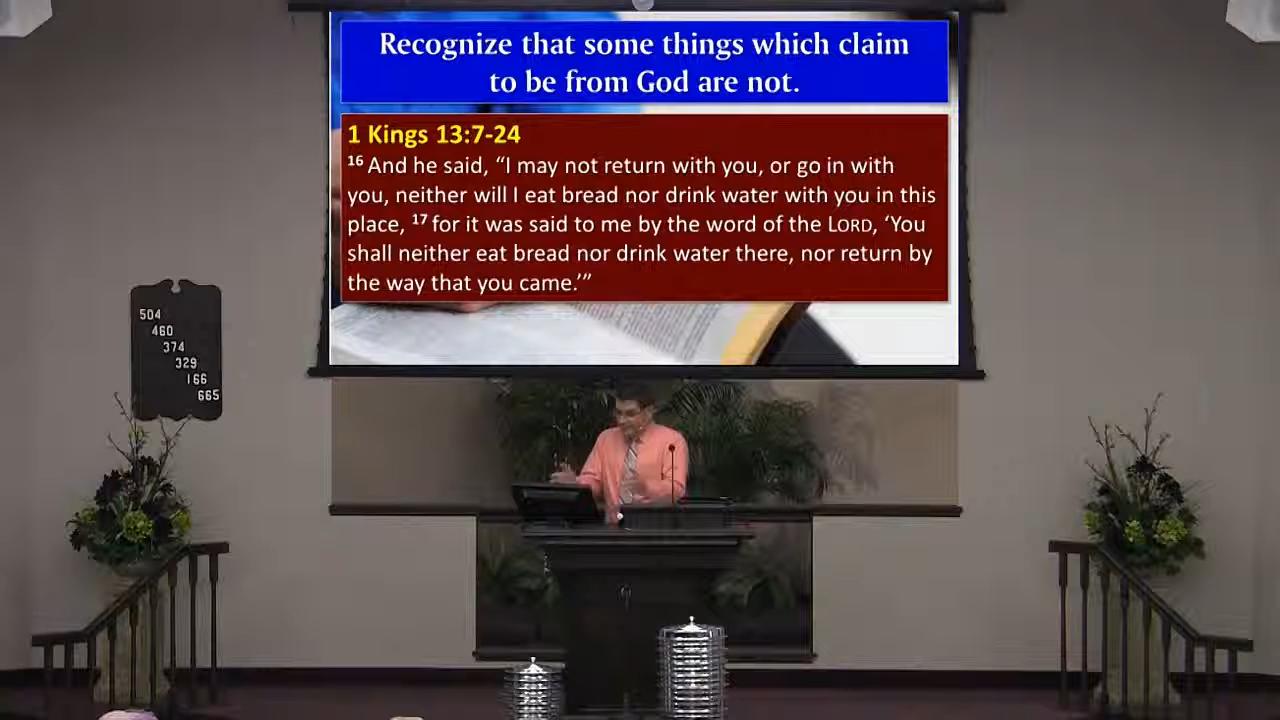 Recognize that some things which claim
to be from God are not.
1 Kings 13:7-24
16 And he said, “I may not return with you, or go in with
you, neither will I eat bread nor drink water with you in this
place, 17 for it was said to me by the word of the LORD, ‘You
shall neither eat bread nor drink water there, nor return by
the way that you came.’”
504
460
374
329
166
665